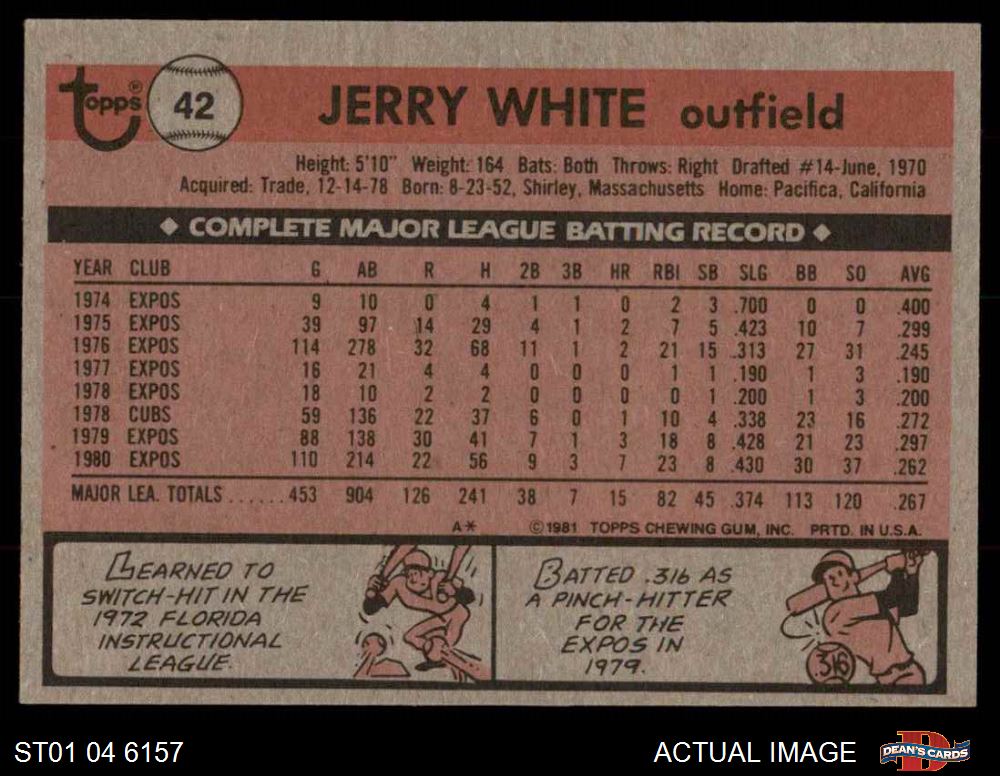 Topps® 42 JERRY WHITE outfield
Height: 5'10" Weight: 164 Bats: Both Throws: Right Drafted #14-June, 1970
Acquired: Trade, 12-14-78 Born: 8-23-52, Shirley, Massachusetts Home: Pacifica, California
◆ COMPLETE MAJOR LEAGUE BATTING RECORD ◆
YEAR CLUB G AB R H 2B 3B HR RBI SB SLG BB SO AVG
1974 EXPOS 9 10 0 4 1 1 0 2 3 .700 0 0 .400
1975 EXPOS 39 97 14 29 4 1 2 7 5 .423 10 7 .299
1976 EXPOS 114 278 32 68 11 1 2 21 15 .313 27 31 .245
1977 EXPOS 16 21 4 4 0 0 0 1 1 .190 1 3 .190
1978 EXPOS 18 10 2 2 0 0 0 0 1 .200 1 3 .200
1978 CUBS 59 136 22 37 6 0 1 10 4 .338 23 16 .272
1979 EXPOS 88 138 30 41 7 1 3 18 8 .428 21 23 .297
1980 EXPOS 110 214 22 56 9 3 7 23 8 .430 30 37 .262
MAJOR LEA. TOTALS ...... 453 904 126 241 38 7 15 82 45 .374 113 120 .267
A* ©1981 TOPPS CHEWING GUM, INC. PRTD. IN U.S.A.
LEARNED TO
SWITCH-HIT IN THE
1972 FLORIDA
INSTRUCTIONAL
LEAGUE.
6
BATTED .316 AS
A PINCH-HITTER
FOR THE
EXPOS IN
1979.
.316
ST01 04 6157 ACTUAL IMAGE D DEAN'S CARDS